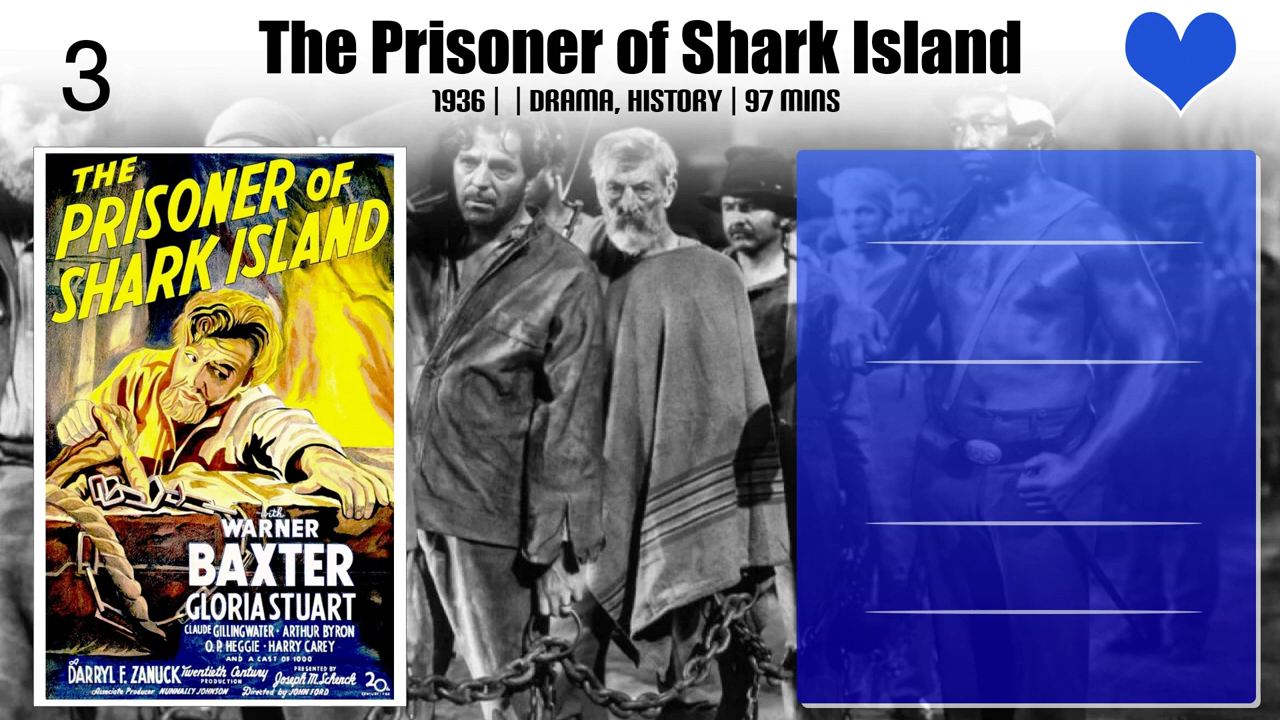 3
The Prisoner of Shark Island
1936 | | DRAMA, HISTORY | 97 MINS
THE
PRISONER OF
SHARK ISLAND
with
WARNER
BAXTER
GLORIA STUART
CLAUDE GILLINGWATER · ARTHUR BYRON
O. P. HEGGIE · HARRY CAREY
AND A CAST OF 1000
A
DARRYL F. ZANUCK Twentieth Century PRESENTED BY
PRODUCTION Joseph M. Schenck
Associate Producer NUNNALLY JOHNSON Directed by JOHN FORD
20